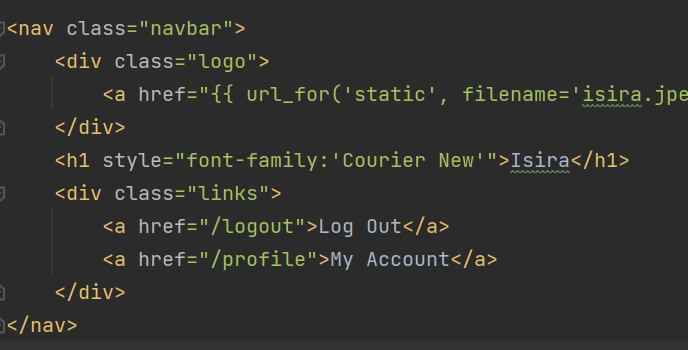 <nav class="navbar">
<div class="logo">
<a href="{{ url_for('static', filename='isira.jpe
</div>
<h1 style="font-family:'Courier New'">Isira</h1>
<div class="links">
<a href="/logout">Log Out</a>
<a href="/profile">My Account</a>
</div>
</nav>